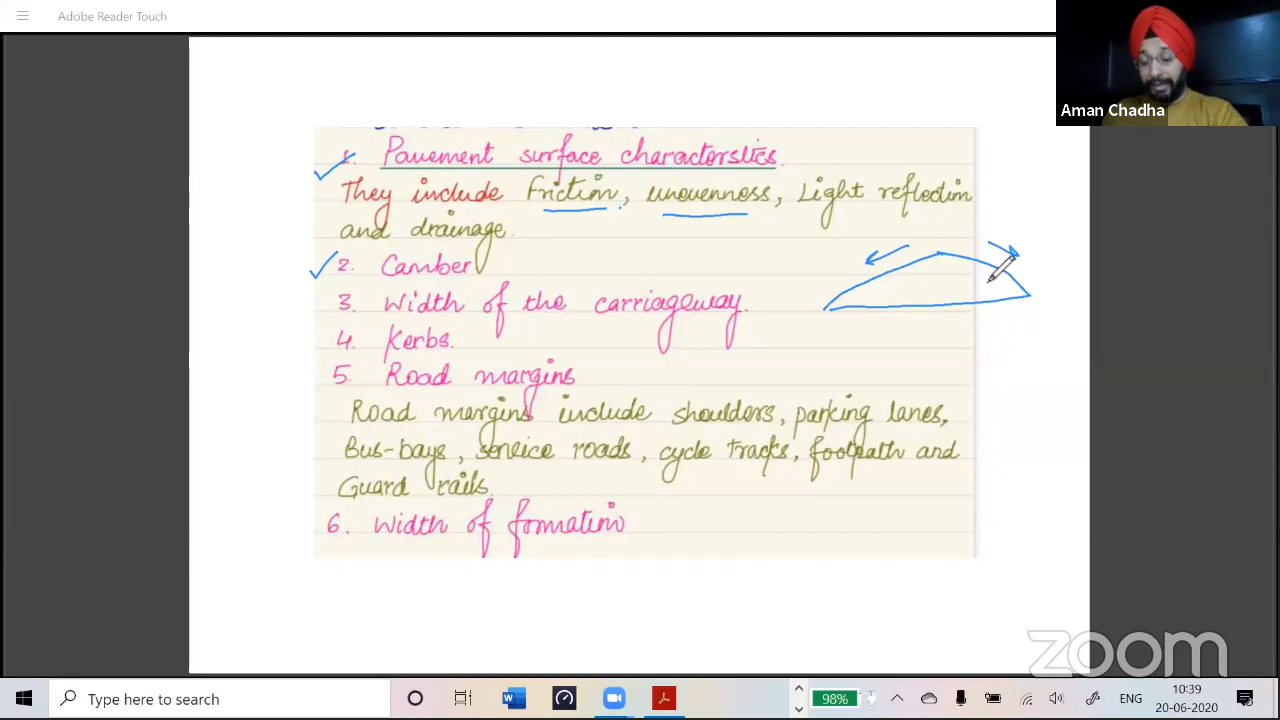 Adobe Reader Touch
Aman Chadha
1. Pavement surface charactorstics.
They include Friction, unevenness, Light reflection
and drainage.
2. Camber
3. Width of the carriageway.
4. Kerbs.
5. Road margins
Road margins include shoulders, parking lanes,
Bus-bays, service roads, cycle tracks, footpath and
Guard rails.
6. Width of formation
zoom
Type here to search
98%
ENG
10:39
20-06-2020